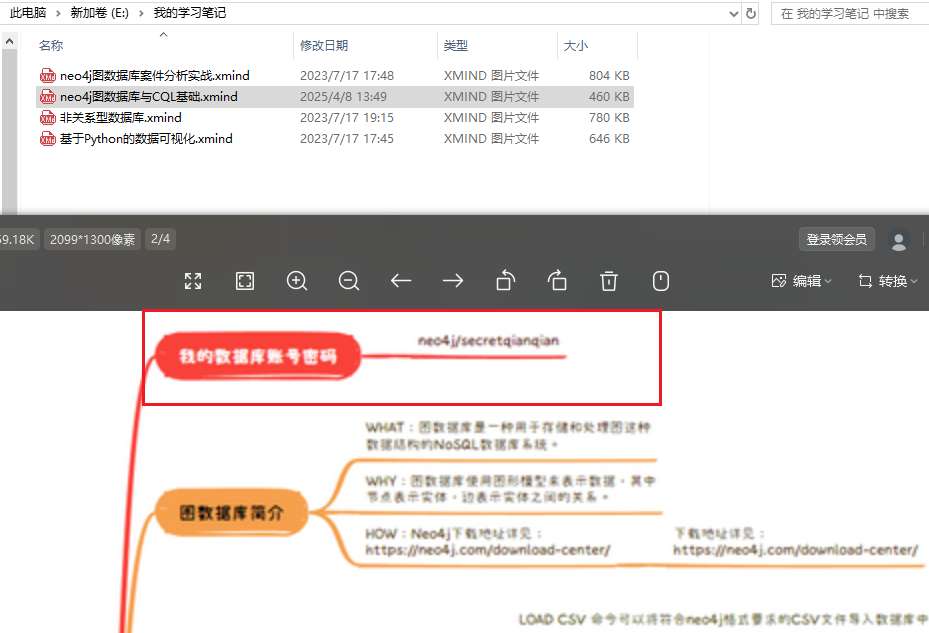 此电脑 › 新加卷 (E:) › 我的学习笔记
在 我的学习笔记 中搜索
名称 修改日期 类型 大小
neo4j图数据库案件分析实战.xmind 2023/7/17 17:48 XMIND 图片文件 804 KB
neo4j图数据库与CQL基础.xmind 2025/4/8 13:49 XMIND 图片文件 460 KB
非关系型数据库.xmind 2023/7/17 19:15 XMIND 图片文件 780 KB
基于Python的数据可视化.xmind 2023/7/17 17:45 XMIND 图片文件 646 KB
59.18K 2099*1300像素 2/4 登录领会员
编辑 转换
我的数据库账号密码
neo4j/secretqianqian
WHAT：图数据库是一种用于存储和处理图这种
数据结构的NoSQL数据库系统。
WHY：图数据库使用图形模型来表示数据，其中
节点表示实体，边表示实体之间的关系。
图数据库简介
HOW：Neo4j下载地址详见：
https://neo4j.com/download-center/
下载地址详见：
https://neo4j.com/download-center/
LOAD CSV 命令可以将符合neo4j格式要求的CSV文件导入数据库中